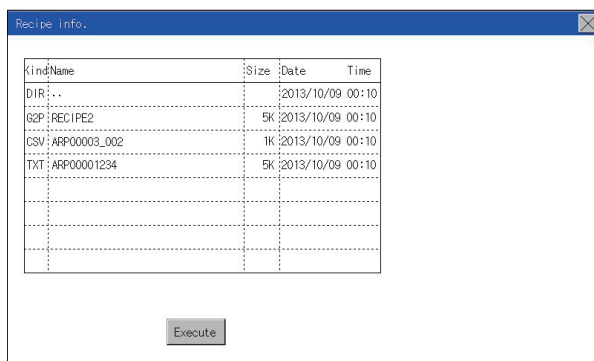 Recipe info.
Kind Name Size Date Time
DIR .. 2013/10/09 00:10
G2P RECIPE2 5K 2013/10/09 00:10
CSV ARP00003_002 1K 2013/10/09 00:10
TXT ARP00001234 5K 2013/10/09 00:10
Execute